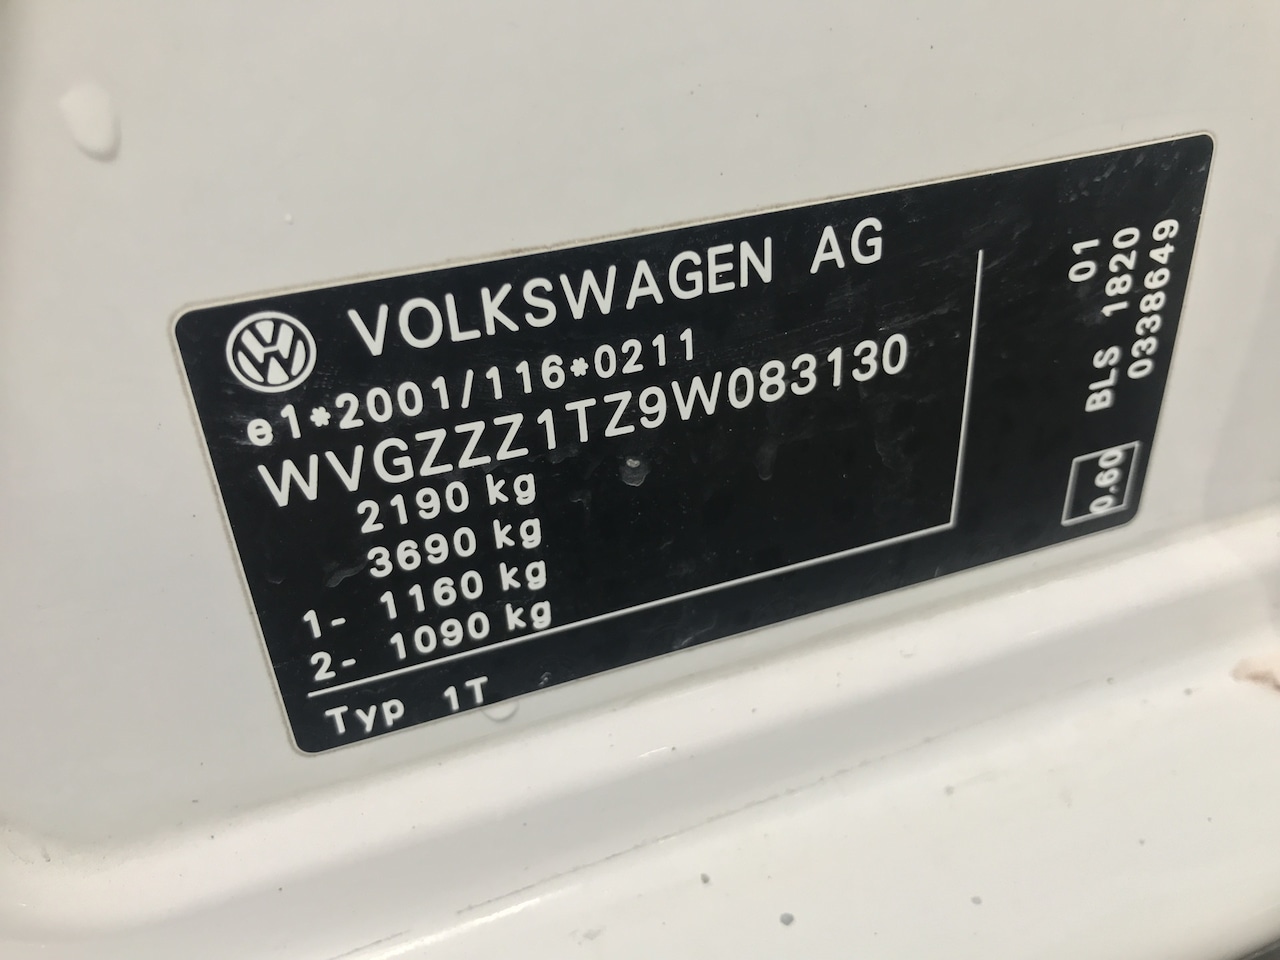 VOLKSWAGEN AG
e1*2001/116*0211
WVGZZZ1TZ9W083130
2190 kg
3690 kg
1- 1160 kg
2- 1090 kg
Typ 1T
01
BLS 1820
0338649
0.60